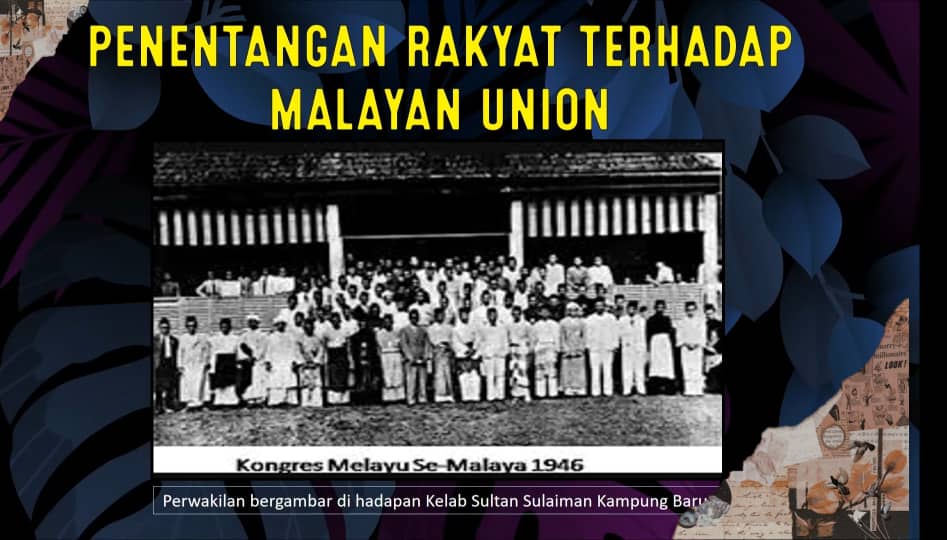 PENENTANGAN RAKYAT TERHADAP
MALAYAN UNION
Kongres Melayu Se-Malaya 1946
Perwakilan bergambar di hadapan Kelab Sultan Sulaiman Kampung Baru
LOOK!